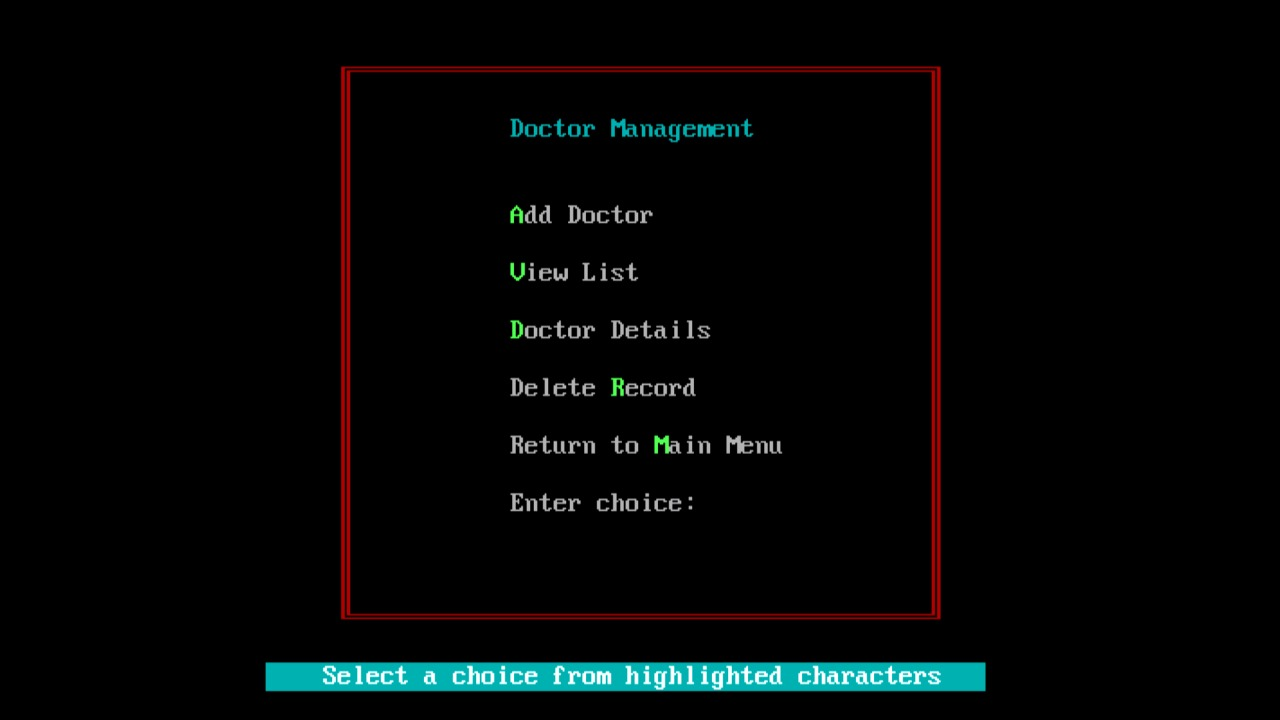 Doctor Management
Add Doctor
View List
Doctor Details
Delete Record
Return to Main Menu
Enter choice:
Select a choice from highlighted characters